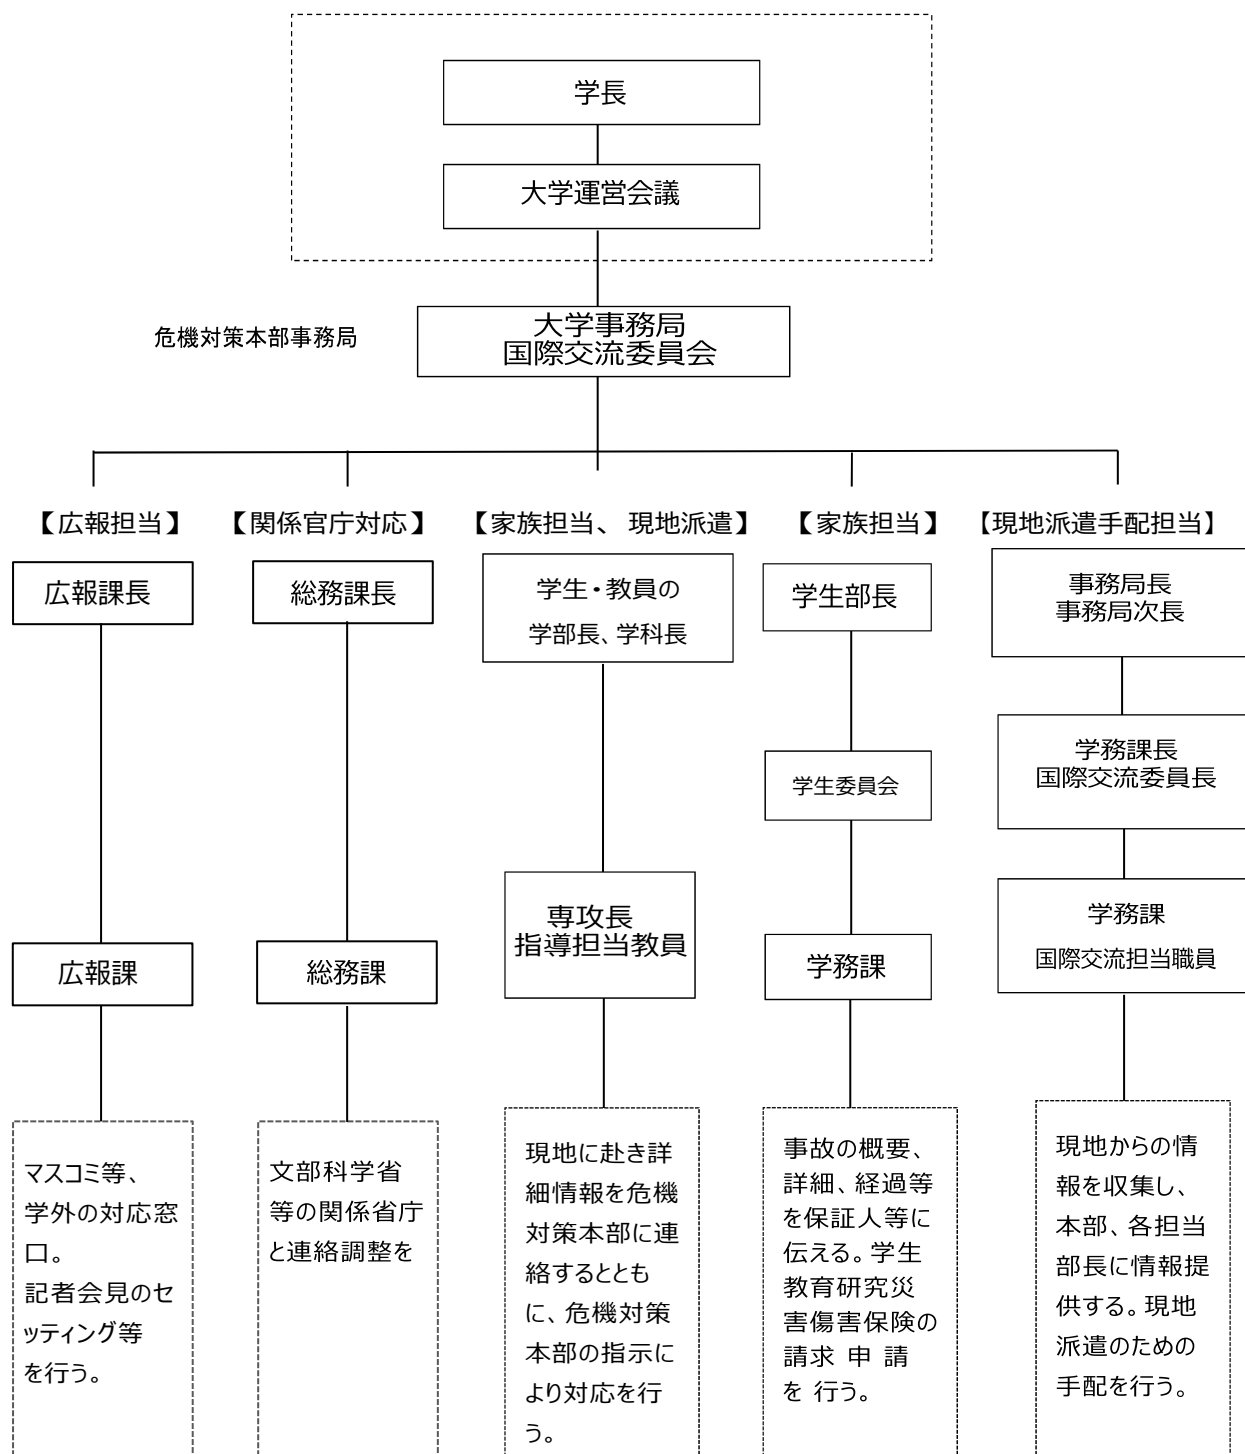 学長
大学運営会議
危機対策本部事務局
大学事務局
国際交流委員会
【広報担当】
【関係官庁対応】
【家族担当、現地派遣】
【家族担当】
【現地派遣手配担当】
広報課長
広報課
マスコミ等、
学外の対応窓
口。
記者会見のセ
ッティング等
を行う。
総務課長
総務課
文部科学省
等の関係省庁
と連絡調整を
学生・教員の
学部長、学科長
専攻長
指導担当教員
現地に赴き詳
細情報を危機
対策本部に連
絡するととも
に、危機対策
本部の指示に
より対応を行
う。
学生部長
学生委員会
学務課
事故の概要、
詳細、経過等
を保証人等に
伝える。学生
教育研究災
害傷害保険の
請求 申 請
を 行う。
事務局長
事務局次長
学務課長
国際交流委員長
学務課
国際交流担当職員
現地からの情
報を収集し、
本部、各担当
部長に情報提
供する。現地
派遣のための
手配を行う。